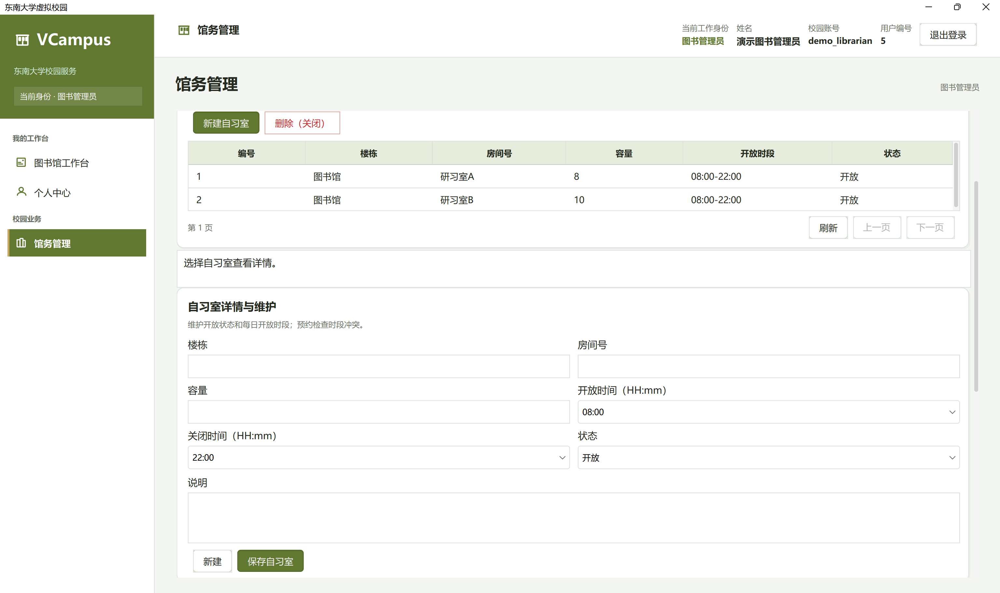 东南大学虚拟校园
VCampus
东南大学校园服务
当前身份 · 图书管理员
我的工作台
图书馆工作台
个人中心
校园业务
馆务管理
馆务管理
当前工作身份 姓名 校园账号 用户编号
图书管理员 演示图书管理员 demo_librarian 5
退出登录
馆务管理
图书管理员
新建自习室 删除（关闭）
编号 楼栋 房间号 容量 开放时段 状态
1 图书馆 研习室A 8 08:00-22:00 开放
2 图书馆 研习室B 10 08:00-22:00 开放
第 1 页 刷新 上一页 下一页
选择自习室查看详情。
自习室详情与维护
维护开放状态和每日开放时段；预约检查时段冲突。
楼栋 房间号
容量 开放时间（HH:mm）
08:00
关闭时间（HH:mm） 状态
22:00 开放
说明
新建 保存自习室